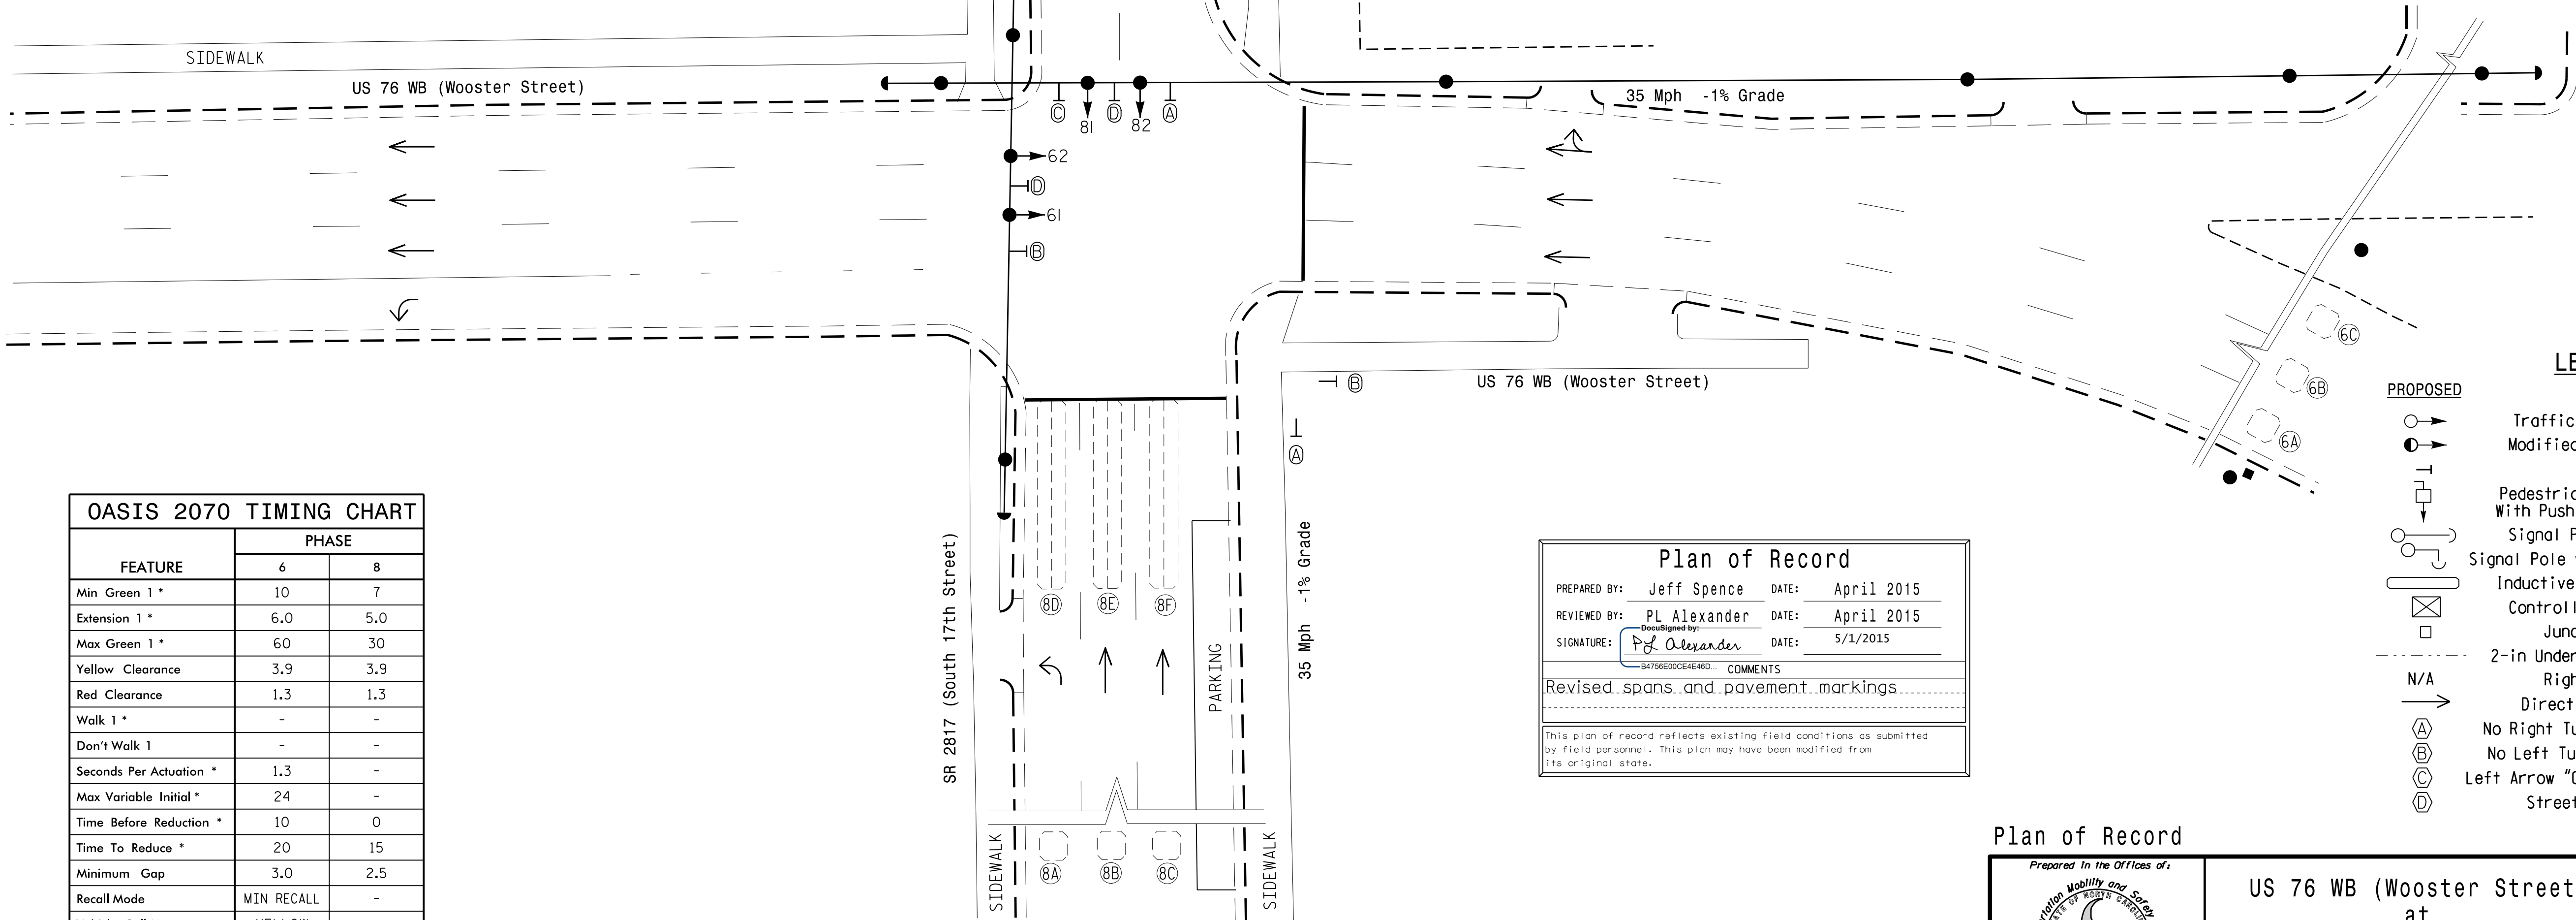 SIDEWALK
US 76 WB (Wooster Street)
35 Mph -1% Grade
C
81
D
82
A
62
D
61
B
6C
6B
6A
B
US 76 WB (Wooster Street)
A
8D
8E
8F
SR 2817 (South 17th Street)
35 Mph -1% Grade
PARKING
SIDEWALK
SIDEWALK
8A
8B
8C
OASIS 2070 TIMING CHART
PHASE
FEATURE 6 8
Min Green 1 * 10 7
Extension 1 * 6.0 5.0
Max Green 1 * 60 30
Yellow Clearance 3.9 3.9
Red Clearance 1.3 1.3
Walk 1 * - -
Don't Walk 1 - -
Seconds Per Actuation * 1.3 -
Max Variable Initial * 24 -
Time Before Reduction * 10 0
Time To Reduce * 20 15
Minimum Gap 3.0 2.5
Recall Mode MIN RECALL -
Plan of Record
PREPARED BY: Jeff Spence DATE: April 2015
REVIEWED BY: PL Alexander DATE: April 2015
DocuSigned by:
SIGNATURE: PL Alexander DATE: 5/1/2015
B4756E00CE4E46D...
COMMENTS
Revised spans and pavement markings
This plan of record reflects existing field conditions as submitted
by field personnel. This plan may have been modified from
its original state.
LE
PROPOSED
Traffic
Modified
Pedestric
With Push
Signal P
Signal Pole
Inductive
Controll
Junc
2-in Under
N/A Righ
Direct
A No Right Tu
B No Left Tu
C Left Arrow "O
D Street
Plan of Record
Prepared in the Offices of:
Mobility and Safety
STATE OF NORTH CAROLINA
US 76 WB (Wooster Street
at